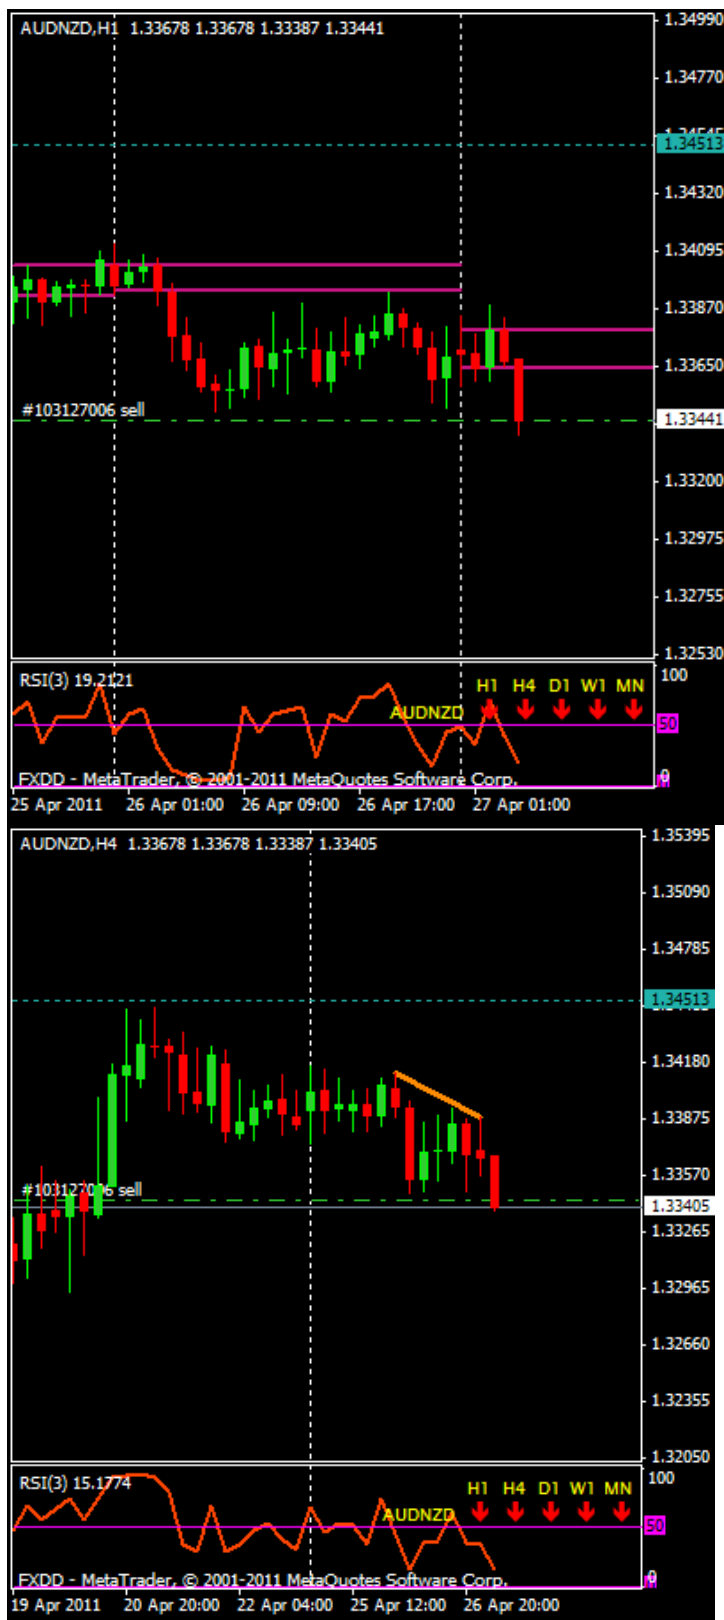 AUDNZD,H1 1.33678 1.33678 1.33387 1.33441
1.34990
1.34770
1.34513
1.34320
1.34095
1.33870
1.33650
#103127006 sell
1.33441
1.33200
1.32975
1.32755
1.32530
RSI(3) 19.2121
100
H1 H4 D1 W1 MN
AUDNZD
50
0
FXDD - MetaTrader, © 2001-2011 MetaQuotes Software Corp.
25 Apr 2011 26 Apr 01:00 26 Apr 09:00 26 Apr 17:00 27 Apr 01:00
AUDNZD,H4 1.33678 1.33678 1.33387 1.33405
1.35395
1.35090
1.34785
1.34513
1.34180
1.33875
1.33570
#103127006 sell
1.33405
1.33265
1.32965
1.32660
1.32355
1.32050
RSI(3) 15.1774
100
H1 H4 D1 W1 MN
AUDNZD
50
0
FXDD - MetaTrader, © 2001-2011 MetaQuotes Software Corp.
19 Apr 2011 20 Apr 20:00 22 Apr 04:00 25 Apr 12:00 26 Apr 20:00